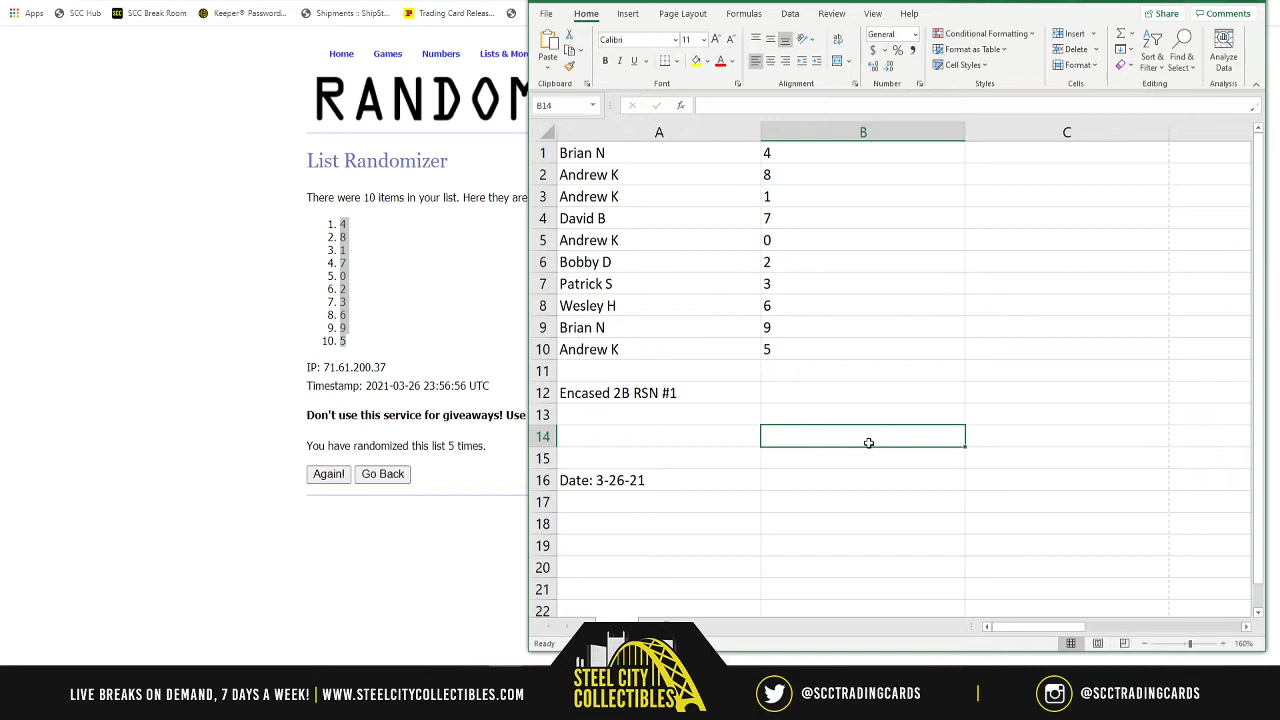 Apps SCC Hub SCC Break Room Keeper® Password... Shipments :: ShipSt... Trading Card Releas...
Home Games Numbers Lists & Mor
RANDOM
List Randomizer
There were 10 items in your list. Here they are
1. 4
2. 8
3. 1
4. 7
5. 0
6. 2
7. 3
8. 6
9. 9
10. 5
IP: 71.61.200.37
Timestamp: 2021-03-26 23:56:56 UTC
Don't use this service for giveaways! Use
You have randomized this list 5 times.
Again! Go Back
File Home Insert Page Layout Formulas Data Review View Help Share Comments
Paste Calibri 11 General Conditional Formatting Insert
Format as Table Delete Sort & Find & Analyze
Cell Styles Format Filter Select Data
Clipboard Font Alignment Number Styles Cells Editing Analysis
B14
A B C
1 Brian N 4
2 Andrew K 8
3 Andrew K 1
4 David B 7
5 Andrew K 0
6 Bobby D 2
7 Patrick S 3
8 Wesley H 6
9 Brian N 9
10 Andrew K 5
11
12 Encased 2B RSN #1
13
14
15
16 Date: 3-26-21
17
18
19
20
21
22
Ready 160%
LIVE BREAKS ON DEMAND, 7 DAYS A WEEK! | WWW.STEELCITYCOLLECTIBLES.COM
STEEL CITY
COLLECTIBLES
@SCCTRADINGCARDS | @SCCTRADINGCARDS